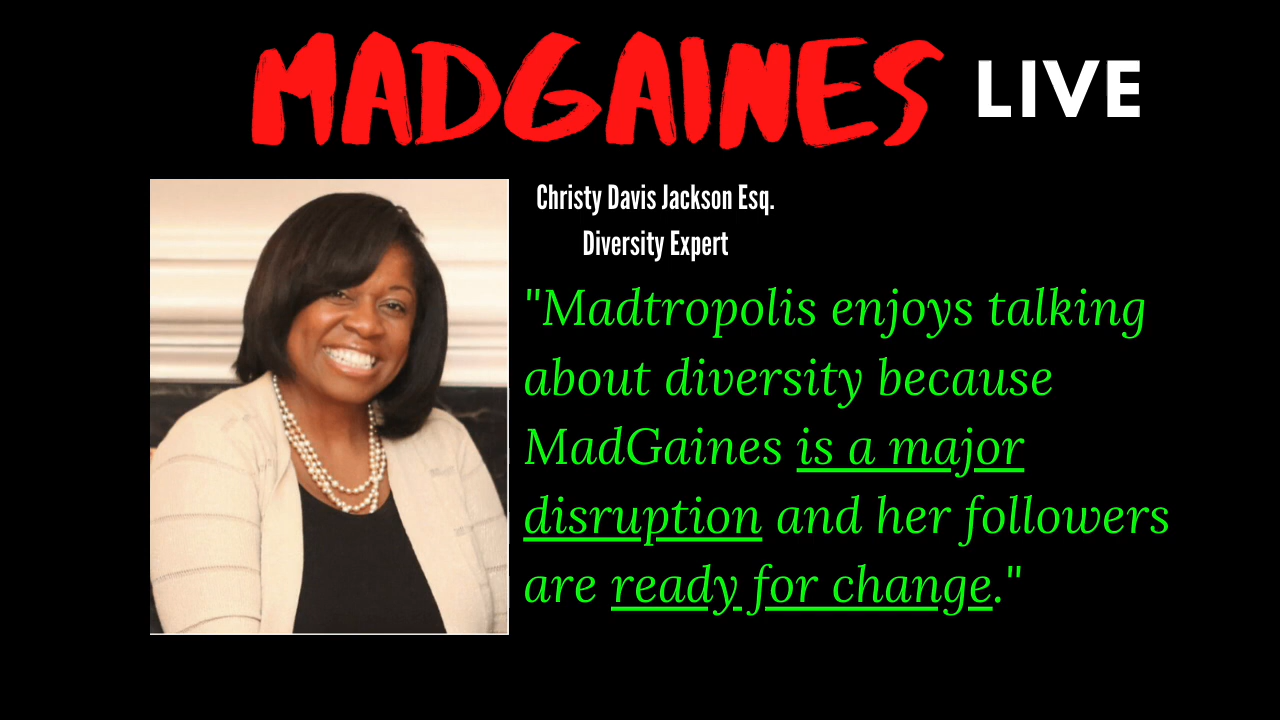 MADGAINES LIVE
Christy Davis Jackson Esq.
Diversity Expert
"Madtropolis enjoys talking
about diversity because
MadGaines is a major
disruption and her followers
are ready for change."